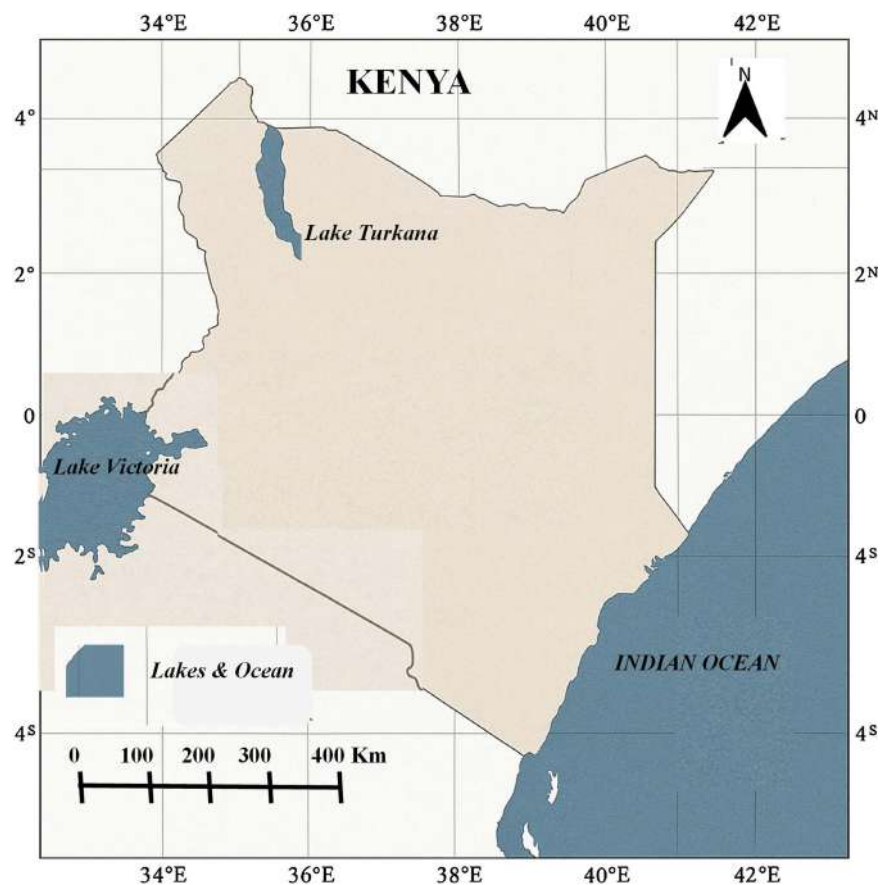 34°E 36°E 38°E 40°E 42°E
KENYA
N
4° 4N
Lake Turkana
2° 2N
0 0
Lake Victoria
2S 4S
INDIAN OCEAN
Lakes & Ocean
4S 4S
0 100 200 300 400 Km
34°E 36°E 38°E 40°E 42°E